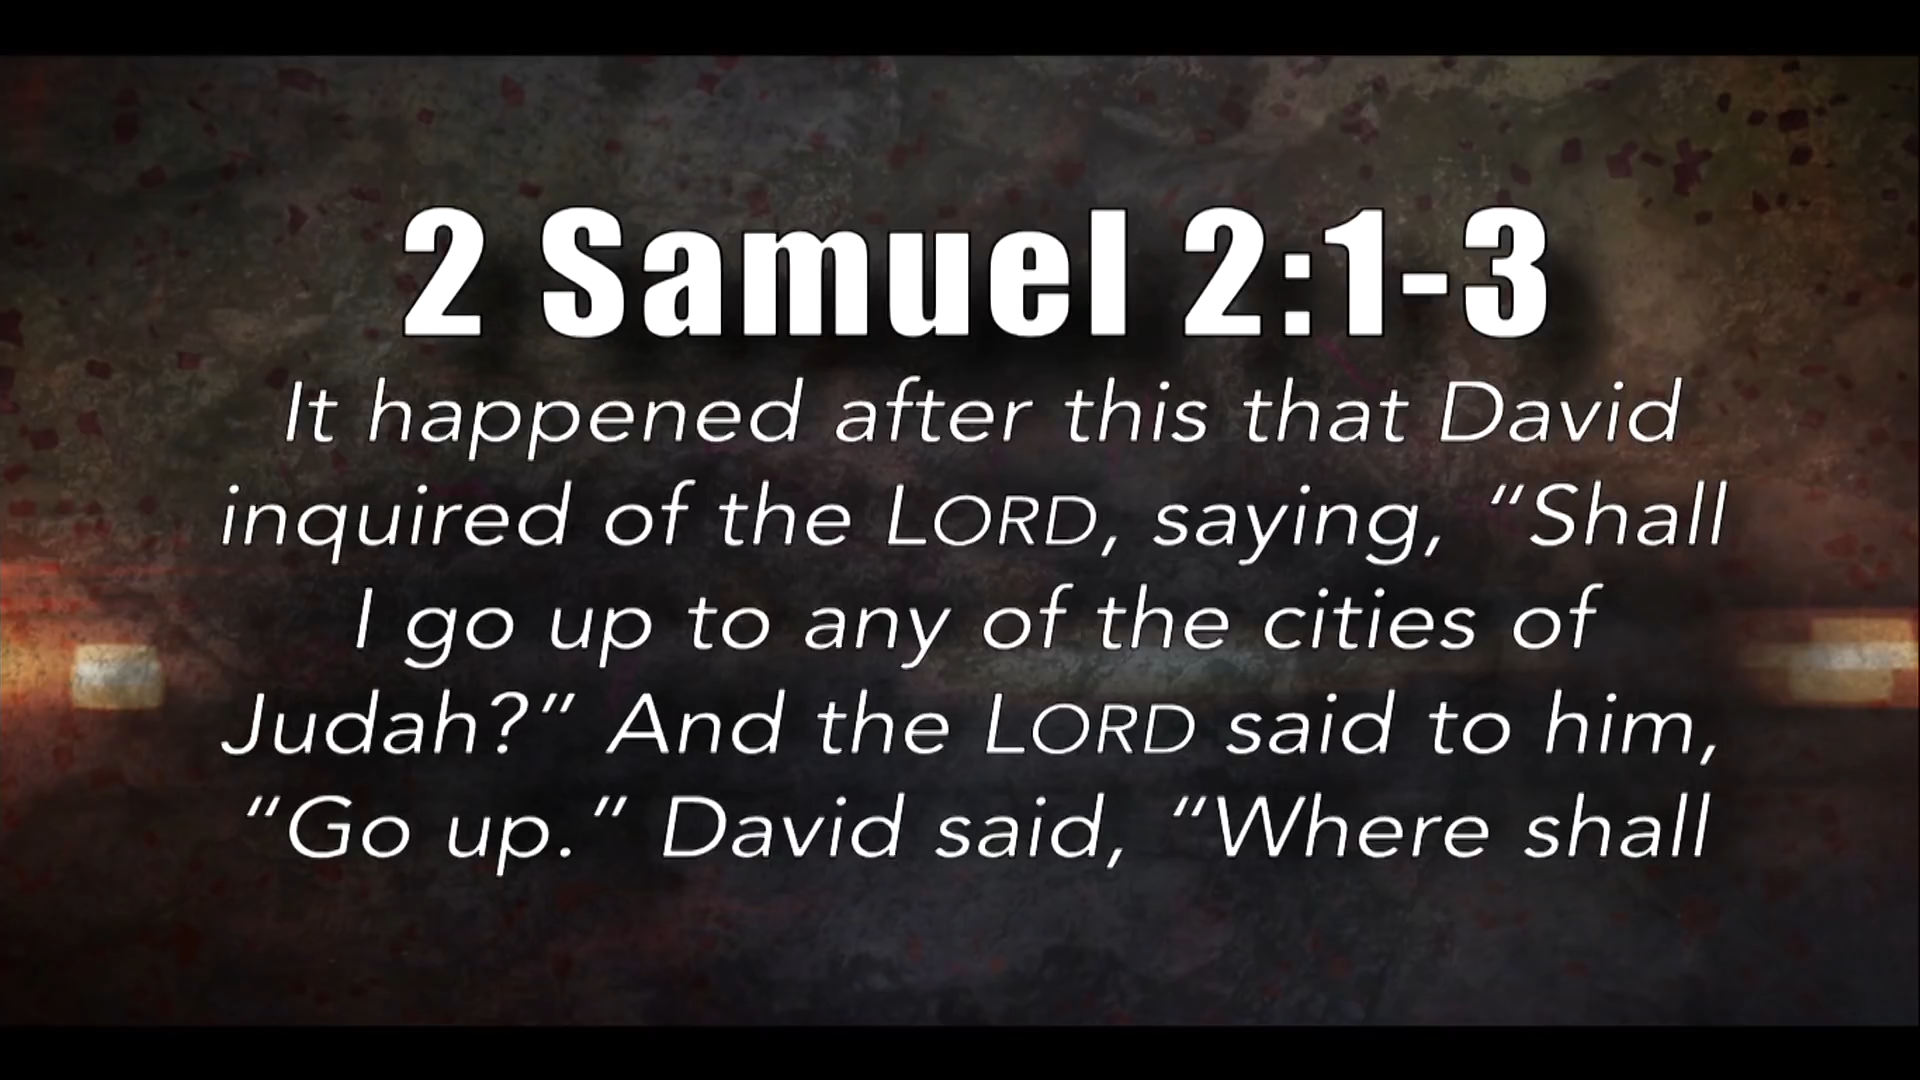 2 Samuel 2:1-3
It happened after this that David
inquired of the LORD, saying, “Shall
I go up to any of the cities of
Judah?” And the LORD said to him,
“Go up.” David said, “Where shall